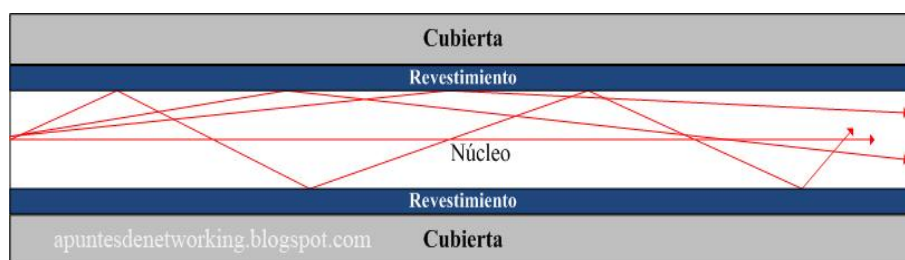 Cubierta
Revestimiento
Núcleo
Revestimiento
apuntesdenetworking.blogspot.com
Cubierta